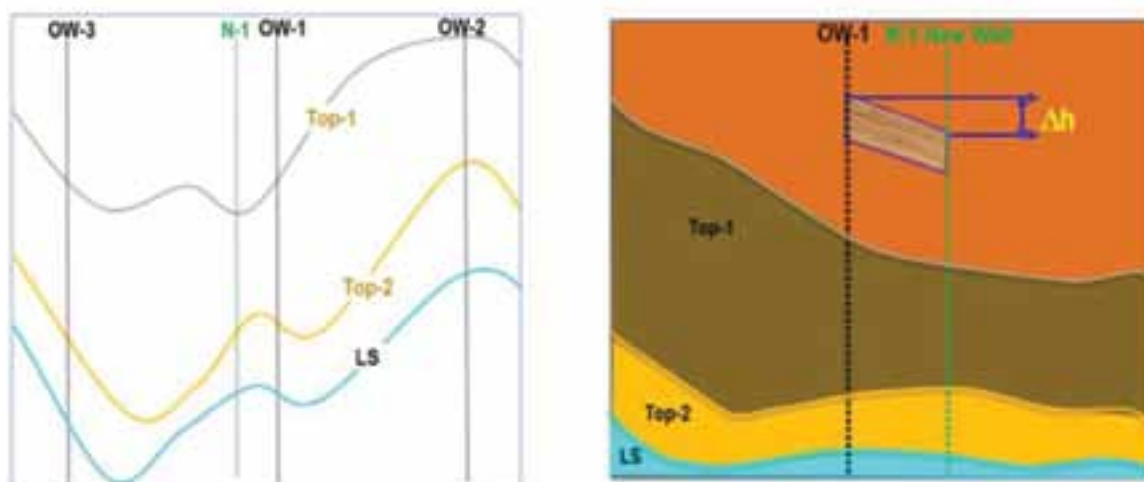 OW-3 N-1 OW-1 OW-2
Top-1
Top-2
LS
OW-1 N-1 New Well
Δh
Top-1
Top-2
LS